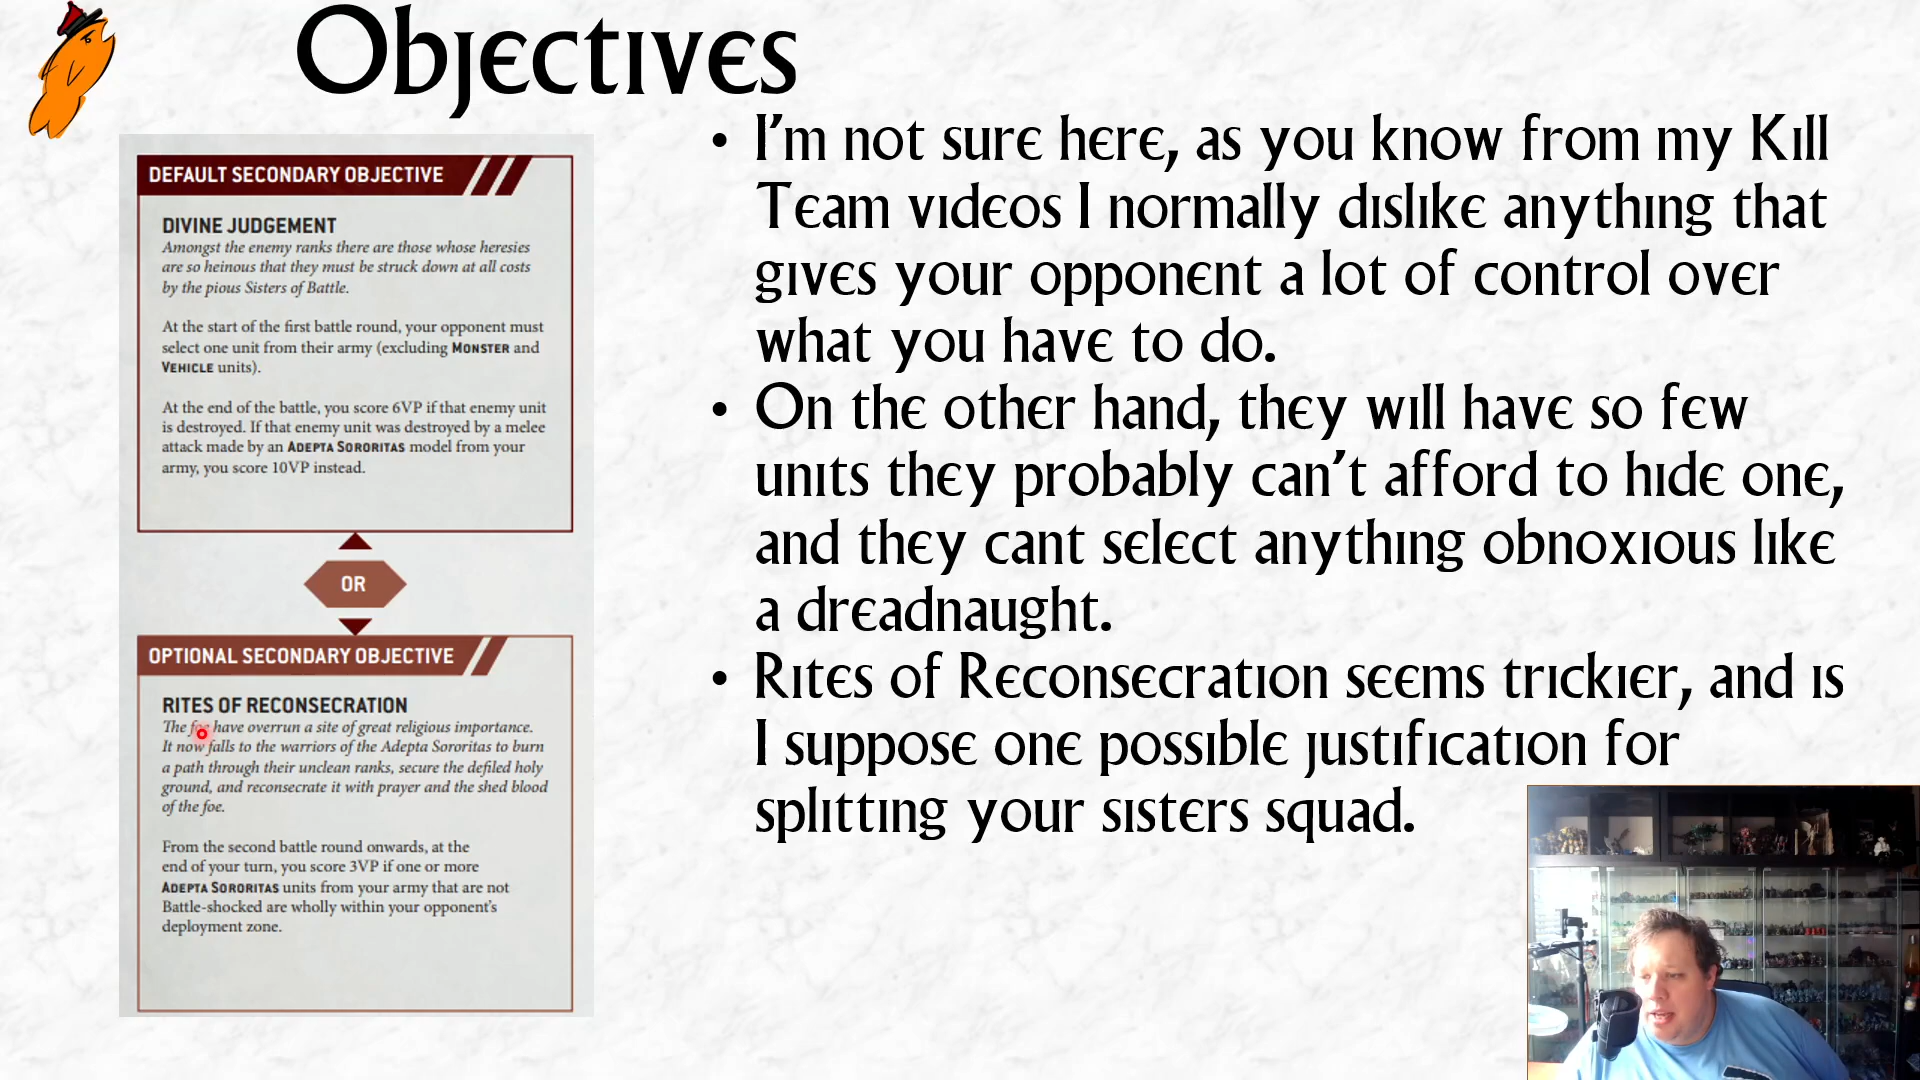 Objectives
DEFAULT SECONDARY OBJECTIVE
DIVINE JUDGEMENT
Amongst the enemy ranks there are those whose heresies
are so heinous that they must be struck down at all costs
by the pious Sisters of Battle.
At the start of the first battle round, your opponent must
select one unit from their army (excluding MONSTER and
VEHICLE units).
At the end of the battle, you score 6VP if that enemy unit
is destroyed. If that enemy unit was destroyed by a melee
attack made by an ADEPTA SORORITAS model from your
army, you score 10VP instead.
OR
OPTIONAL SECONDARY OBJECTIVE
RITES OF RECONSECRATION
The foe have overrun a site of great religious importance.
It now falls to the warriors of the Adepta Sororitas to burn
a path through their unclean ranks, secure the defiled holy
ground, and reconsecrate it with prayer and the shed blood
of the foe.
From the second battle round onwards, at the
end of your turn, you score 3VP if one or more
ADEPTA SORORITAS units from your army that are not
Battle-shocked are wholly within your opponent's
deployment zone.
• I'm not sure here, as you know from my Kill
Team videos I normally dislike anything that
gives your opponent a lot of control over
what you have to do.
• On the other hand, they will have so few
units they probably can't afford to hide one,
and they cant select anything obnoxious like
a dreadnaught.
• Rites of Reconsecration seems trickier, and is
I suppose one possible justification for
splitting your sisters squad.